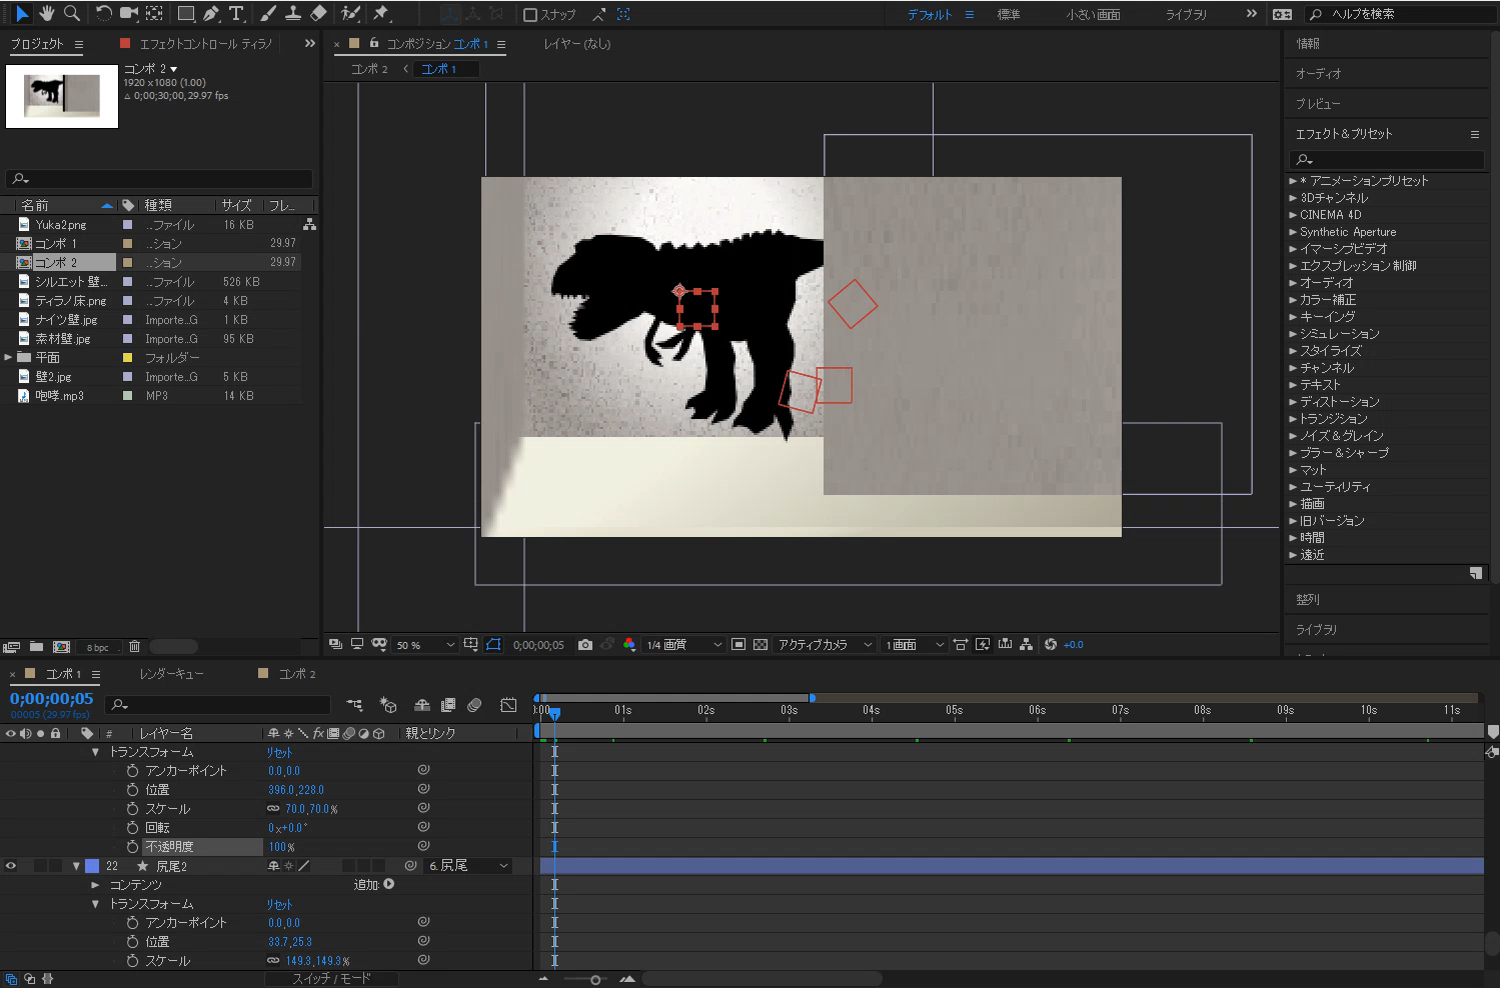 スナップ
デフォルト
標準
小さい画面
ライブラリ
ヘルプを検索
プロジェクト
エフェクトコントロール ティラノ
コンポ 2
1920 x1080 (1.00)
△ 0;00;30;00, 29.97 fps
名前
種類
サイズ
フレ...
Yuka2.png
..ファイル
16 KB
コンポ 1
..ション
29.97
コンポ 2
..ション
29.97
シルエット 壁...
..ファイル
526 KB
ティラノ床.png
..ファイル
4 KB
ナイツ壁.jpg
Importe...G
1 KB
素材壁.jpg
Importe...G
95 KB
平面
フォルダー
壁2.jpg
Importe...G
5 KB
咆哮.mp3
MP3
14 KB
8 bpc
コンポジション コンポ 1
レイヤー (なし)
コンポ 2
コンポ 1
50 %
0;00;00;05
1/4 画質
アクティブカメラ
1画面
+0.0
情報
オーディオ
プレビュー
エフェクト＆プリセット
* アニメーションプリセット
3Dチャンネル
CINEMA 4D
Synthetic Aperture
イマーシブビデオ
エクスプレッション制御
オーディオ
カラー補正
キーイング
シミュレーション
スタイライズ
チャンネル
テキスト
ディストーション
トランジション
ノイズ＆グレイン
ブラー＆シャープ
マット
ユーティリティ
描画
旧バージョン
時間
遠近
整列
ライブラリ
コンポ 1
レンダーキュー
コンポ 2
0;00;00;05
00005 (29.97 fps)
:00
01s
02s
03s
04s
05s
06s
07s
08s
09s
10s
11s
#
レイヤー名
fx
親とリンク
トランスフォーム
リセット
アンカーポイント
0.0,0.0
位置
396.0,228.0
スケール
70.0,70.0%
回転
0x+0.0°
不透明度
100%
22
尻尾2
6. 尻尾
コンテンツ
追加:
トランスフォーム
リセット
アンカーポイント
0.0,0.0
位置
33.7,25.3
スケール
149.3,149.3%
スイッチ / モード